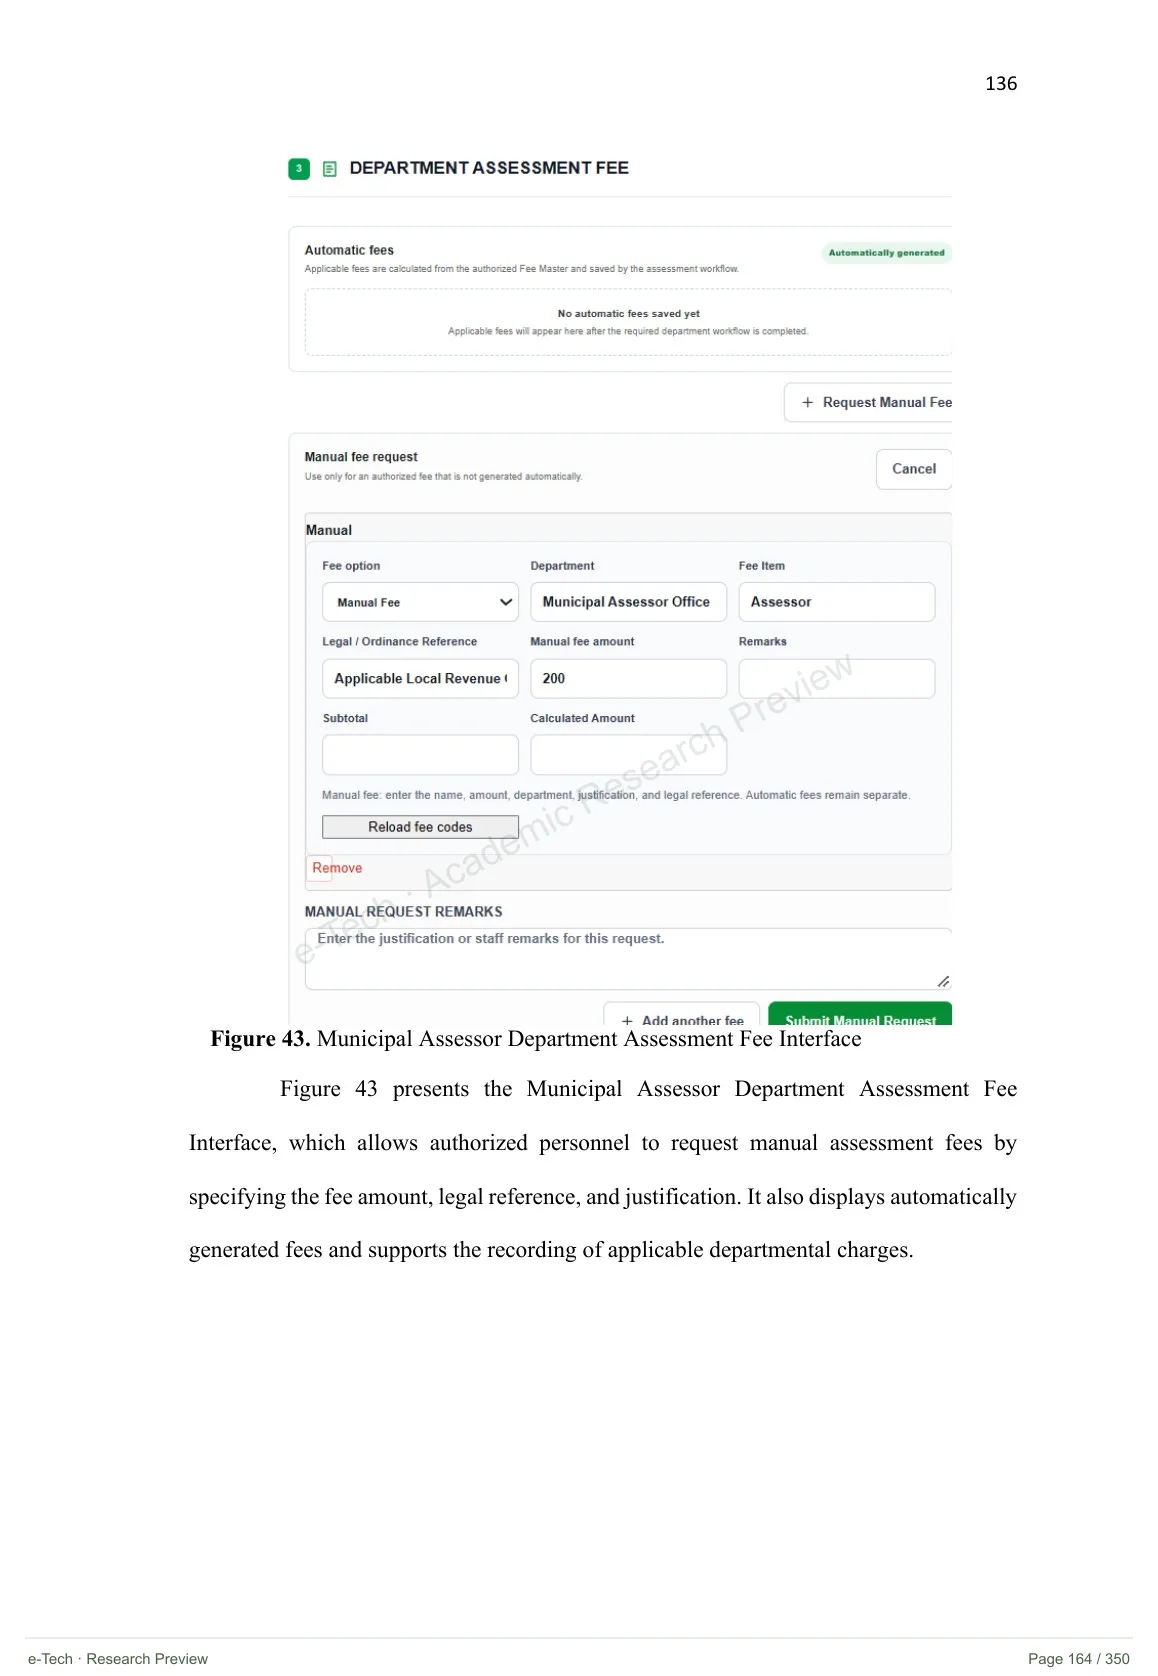 136
3 DEPARTMENT ASSESSMENT FEE
Automatic fees
Automatically generated
Applicable fees are calculated from the authorized Fee Master and saved by the assessment workflow.
No automatic fees saved yet
Applicable fees will appear here after the required department workflow is completed.
+ Request Manual Fee
Manual fee request
Use only for an authorized fee that is not generated automatically.
Cancel
Manual
Fee option Department Fee Item
Manual Fee Municipal Assessor Office Assessor
Legal / Ordinance Reference Manual fee amount Remarks
Applicable Local Revenue 200
Subtotal Calculated Amount
Manual fee: enter the name, amount, department, justification, and legal reference. Automatic fees remain separate.
Reload fee codes
Remove
MANUAL REQUEST REMARKS
Enter the justification or staff remarks for this request.
+ Add another fee Submit Manual Request
e-Tech · Academic Research Preview
Figure 43. Municipal Assessor Department Assessment Fee Interface
Figure 43 presents the Municipal Assessor Department Assessment Fee
Interface, which allows authorized personnel to request manual assessment fees by
specifying the fee amount, legal reference, and justification. It also displays automatically
generated fees and supports the recording of applicable departmental charges.
e-Tech · Research Preview Page 164 / 350